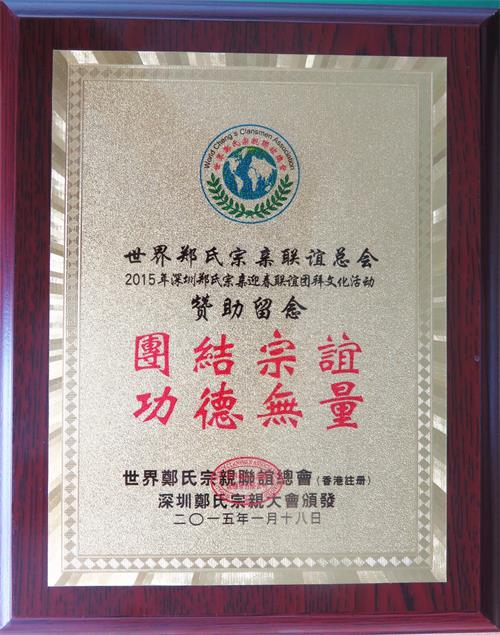 World Cheng's Clansmen Association
世界鄭氏宗親聯誼總會
世界郑氏宗亲联谊总会
2015年深圳郑氏宗亲迎春联谊团拜文化活动
赞助留念
團結宗誼
功德無量
世界鄭氏宗親聯誼總會(香港註册)
深圳鄭氏宗親大會頒發
二〇一五年一月十八日